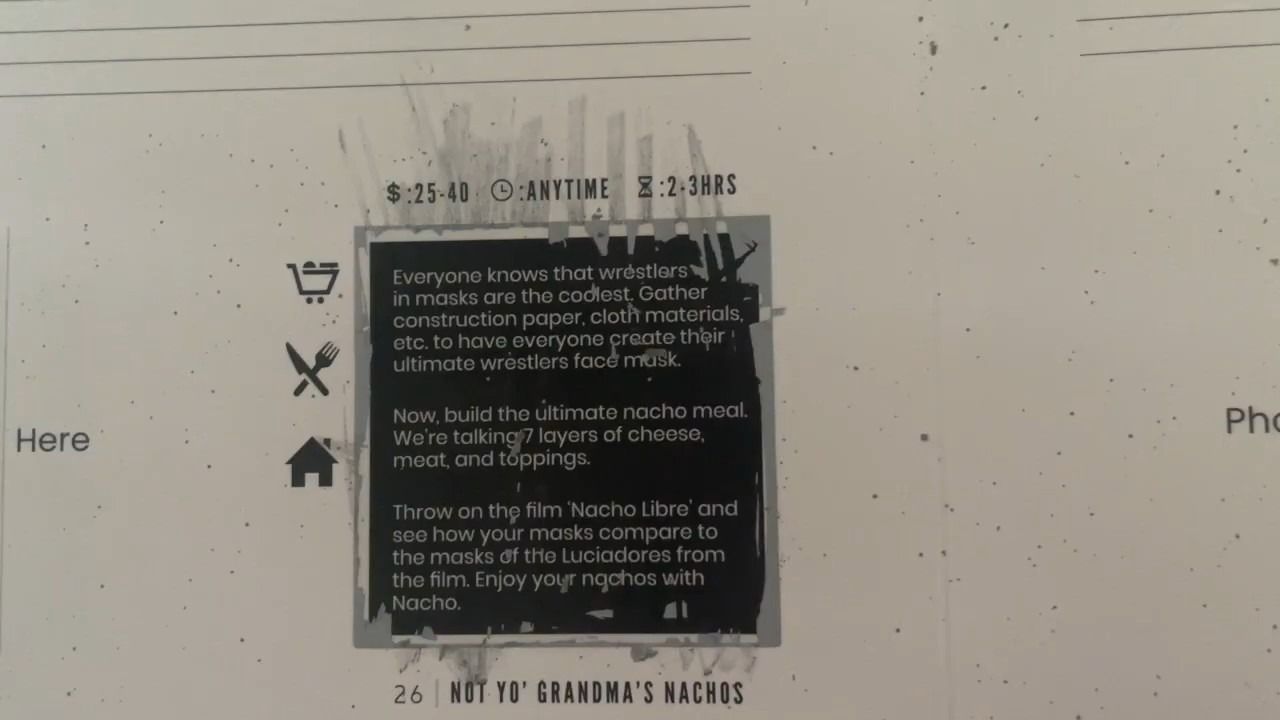 $:25-40 :ANYTIME :2-3HRS
Everyone knows that wrestlers
in masks are the coolest. Gather
construction paper, cloth materials,
etc. to have everyone create their
ultimate wrestlers face mask.
Now, build the ultimate nacho meal.
We're talking 7 layers of cheese,
meat, and toppings.
Throw on the film 'Nacho Libre' and
see how your masks compare to
the masks of the Luciadores from
the film. Enjoy your nachos with
Nacho.
Here
26 | NOT YO' GRANDMA'S NACHOS